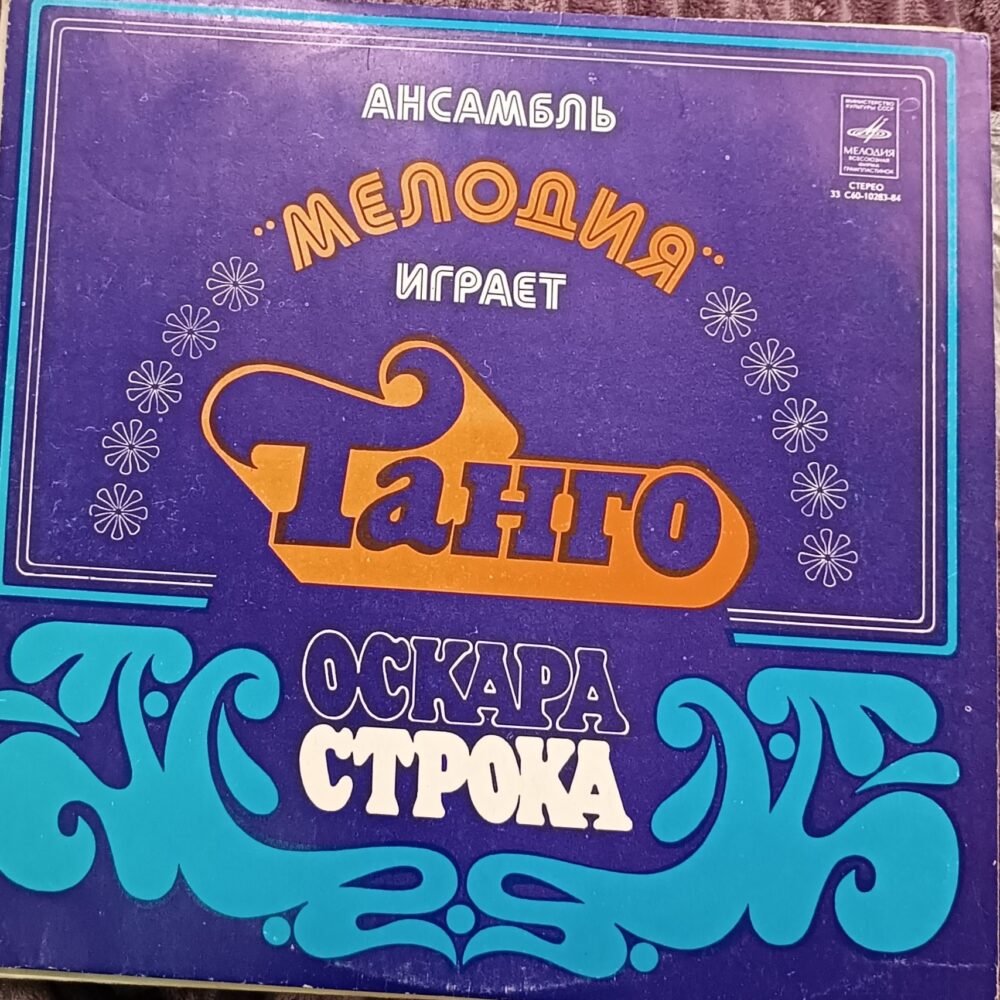 АНСАМБЛЬ
"МЕЛОДИЯ"
ИГРАЕТ
Танго
ОСКАРА
СТРОКА
МИНИСТЕРСТВО
КУЛЬТУРЫ СССР
МЕЛОДИЯ
ВСЕСОЮЗНАЯ
ФИРМА
ГРАМПЛАСТИНОК
СТЕРЕО
33 С60-10283-84